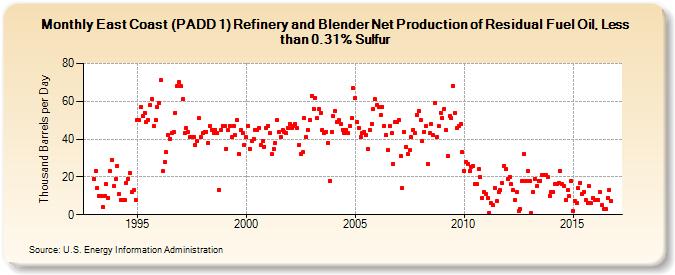 Monthly East Coast (PADD 1) Refinery and Blender Net Production of Residual Fuel Oil, Less
than 0.31% Sulfur
Thousand Barrels per Day
80
60
40
20
0
1995
2000
2005
2010
2015
Source: U.S. Energy Information Administration